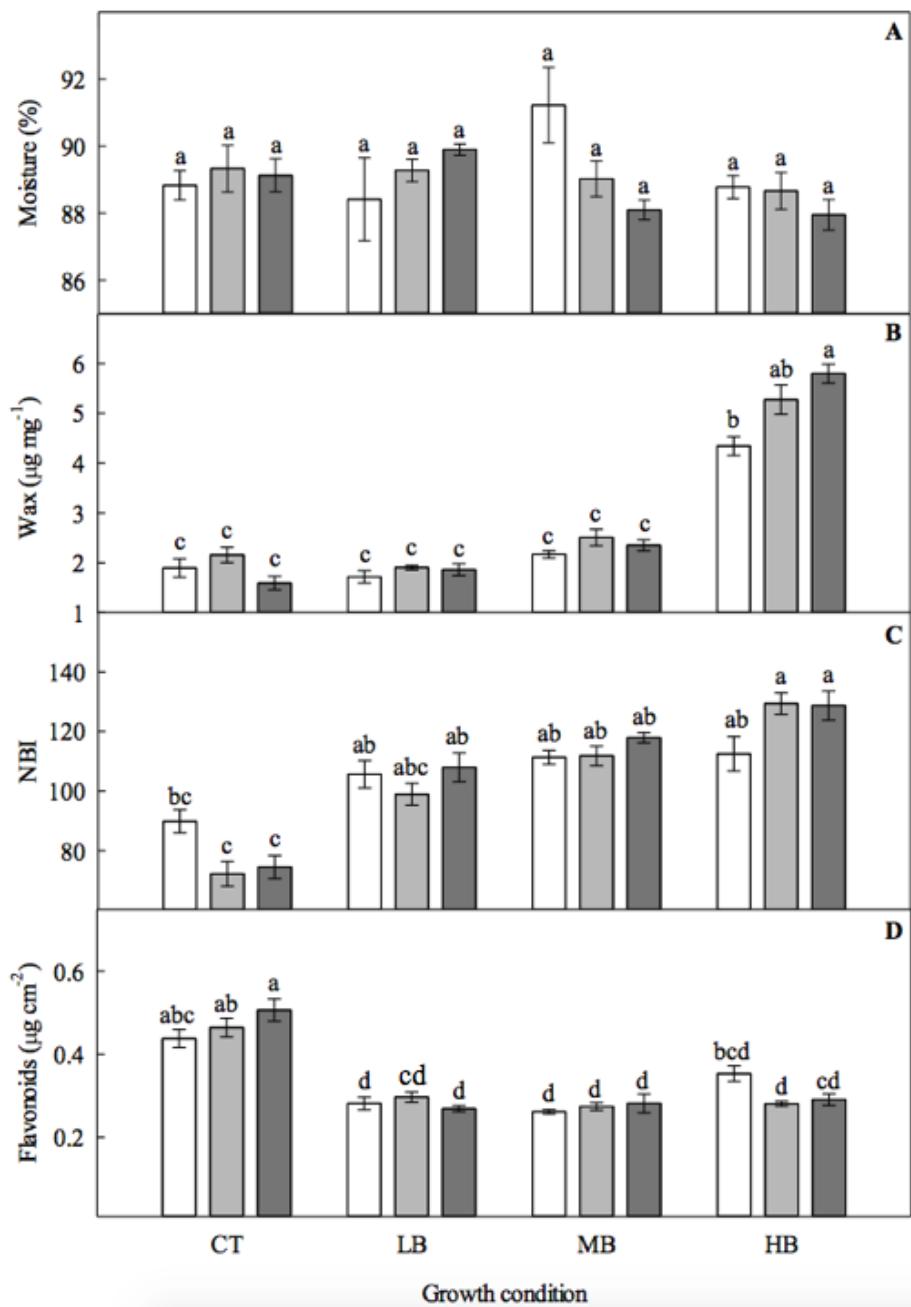 A
Moisture (%)
92
90
88
86
a a a a a a a a a a a a
B
Wax (µg mg⁻¹)
6
5
4
3
2
1
c c c c c c c c c b ab a
C
NBI
140
120
100
80
bc c c ab abc ab ab ab ab ab a a
D
Flavonoids (µg cm⁻²)
0.6
0.4
0.2
abc ab a d cd d d d d bcd d cd
CT LB MB HB
Growth condition